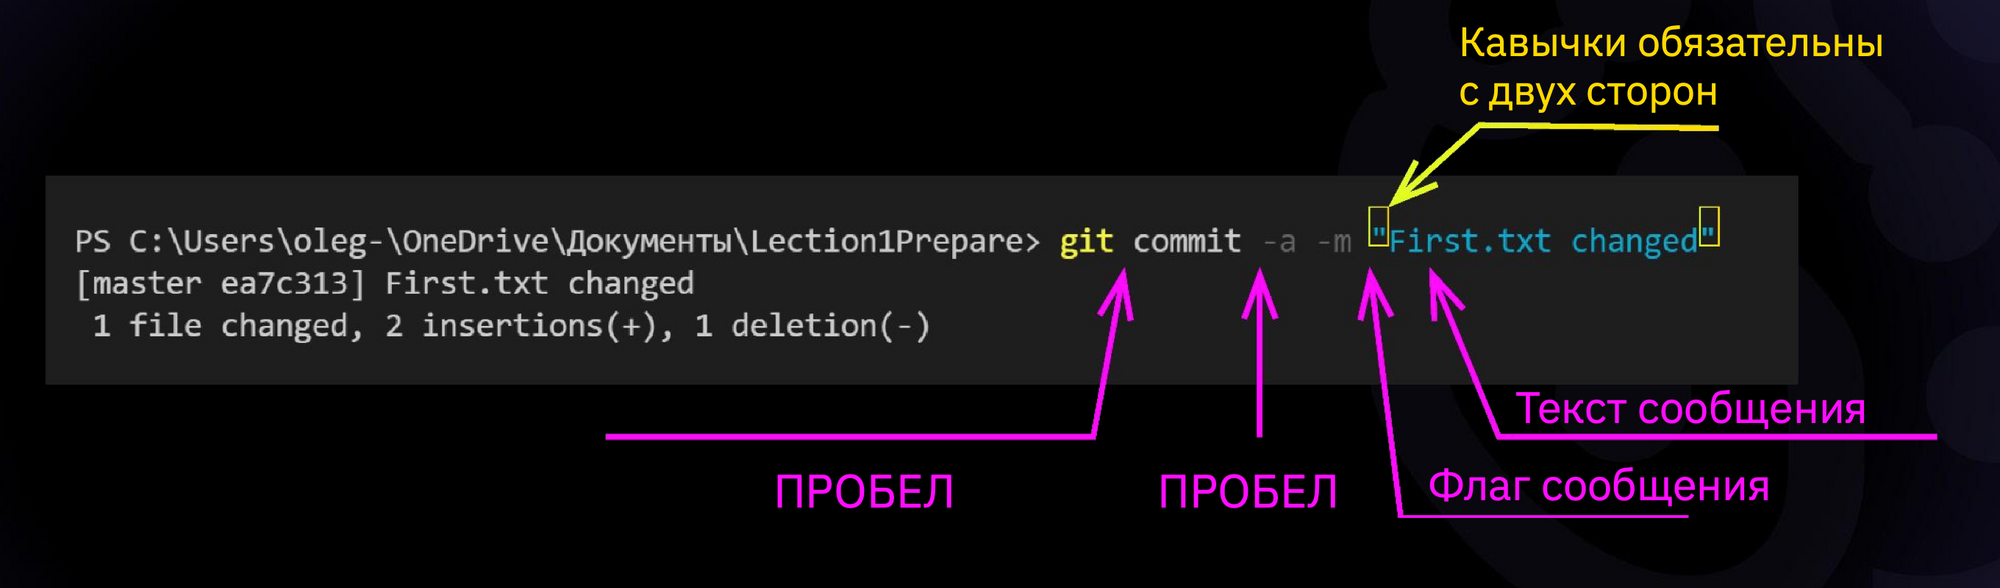 Кавычки обязательны
с двух сторон
PS C:\Users\oleg-\OneDrive\Документы\Lection1Prepare> git commit -a -m "First.txt changed"
[master ea7c313] First.txt changed
1 file changed, 2 insertions(+), 1 deletion(-)
Текст сообщения
ПРОБЕЛ
ПРОБЕЛ
Флаг сообщения